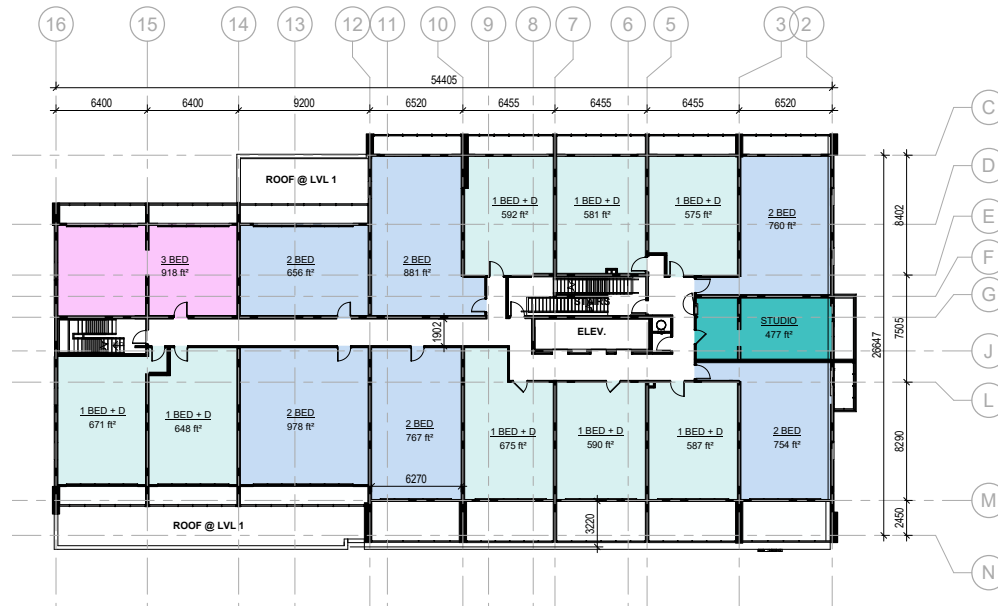 16 15 14 13 12 11 10 9 8 7 6 5 3 2
54405
6400 6400 9200 6520 6455 6455 6455 6520
C
D
E
F
G
J
L
M
N
8402
7505
26647
8290
2450
ROOF @ LVL 1
1 BED + D
592 ft²
1 BED + D
581 ft²
1 BED + D
575 ft²
2 BED
760 ft²
3 BED
918 ft²
2 BED
656 ft²
2 BED
881 ft²
STAIRS
ELEV.
1902
STUDIO
477 ft²
1 BED + D
671 ft²
1 BED + D
648 ft²
2 BED
978 ft²
2 BED
767 ft²
1 BED + D
675 ft²
1 BED + D
590 ft²
1 BED + D
587 ft²
2 BED
754 ft²
6270
3220
ROOF @ LVL 1